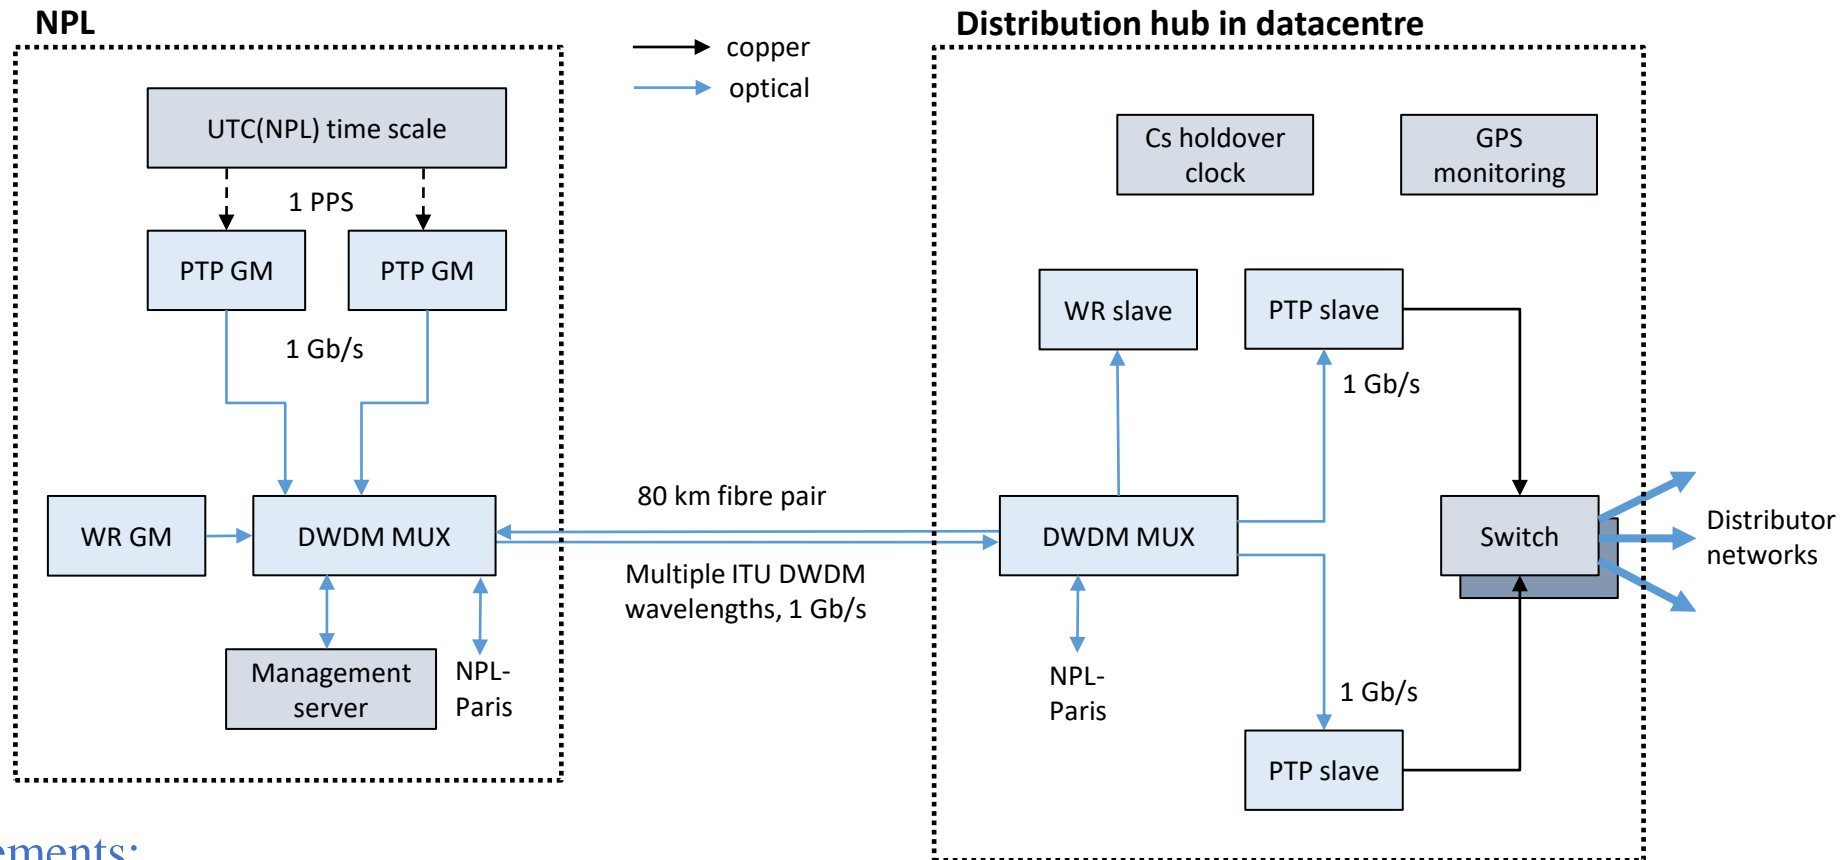 NPL
copper
optical
Distribution hub in datacentre
UTC(NPL) time scale
1 PPS
PTP GM
PTP GM
1 Gb/s
WR GM
DWDM MUX
Management
server
NPL-
Paris
80 km fibre pair
Multiple ITU DWDM
wavelengths, 1 Gb/s
Cs holdover
clock
GPS
monitoring
WR slave
PTP slave
1 Gb/s
DWDM MUX
NPL-
Paris
1 Gb/s
PTP slave
Switch
Distributor
networks
ements: